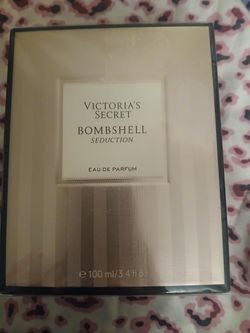 VICTORIA'S
SECRET
BOMBSHELL
SEDUCTION
EAU DE PARFUM
℮ 100 ml/3.4 fl oz